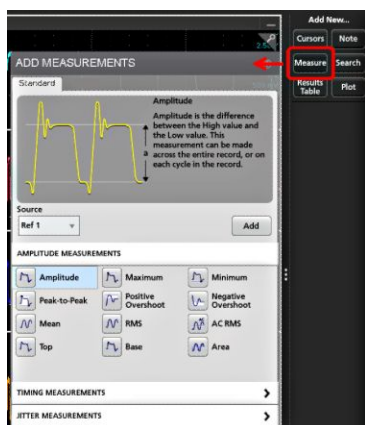 Add New...
Cursors Note
Measure Search
Results Table Plot
ADD MEASUREMENTS
Standard
Amplitude
Amplitude is the difference
between the High value and
the Low value. This
measurement can be made
across the entire record, or on
each cycle in the record.
a
Source
Ref 1
Add
AMPLITUDE MEASUREMENTS
Amplitude Maximum Minimum
Peak-to-Peak Positive Overshoot Negative Overshoot
Mean RMS AC RMS
Top Base Area
TIMING MEASUREMENTS
JITTER MEASUREMENTS